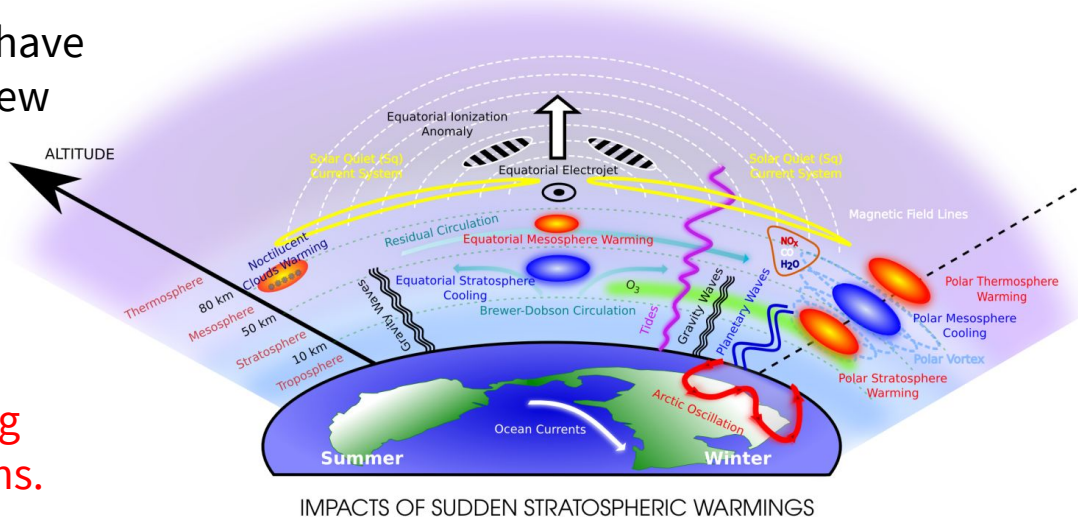 have
ew
g
ns.
ALTITUDE
Equatorial Ionization
Anomaly
Solar Quiet (Sq)
Current System
Equatorial Electrojet
Solar Quiet (Sq)
Current System
Magnetic Field Lines
Noctilucent
Clouds Warming
Residual Circulation
Equatorial Mesosphere Warming
NOx
CO
H2O
Thermosphere
80 km
Mesosphere
50 km
Stratosphere
10 km
Troposphere
Gravity Waves
Equatorial Stratosphere
Cooling
O3
Brewer-Dobson Circulation
Tides
Gravity Waves
Planetary Waves
Polar Thermosphere
Warming
Polar Mesosphere
Cooling
Polar Vortex
Polar Stratosphere
Warming
Arctic Oscillation
Ocean Currents
Summer
Winter
IMPACTS OF SUDDEN STRATOSPHERIC WARMINGS